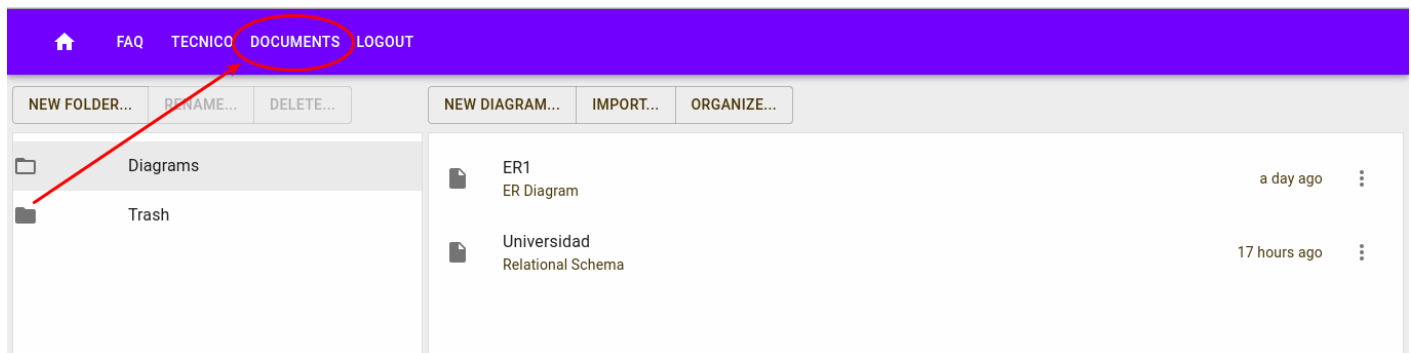 FAQ TECNICO DOCUMENTS LOGOUT
NEW FOLDER... RENAME... DELETE... NEW DIAGRAM... IMPORT... ORGANIZE...
Diagrams
Trash
ER1
ER Diagram
a day ago
Universidad
Relational Schema
17 hours ago